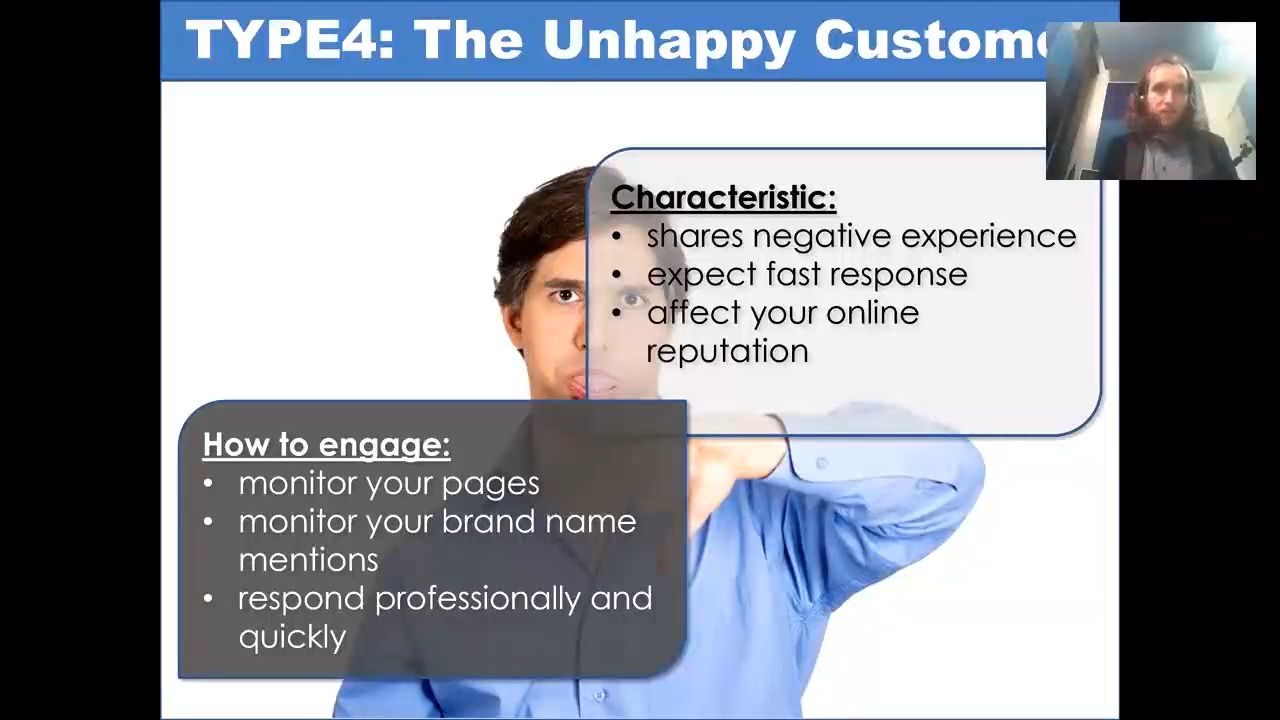 TYPE4: The Unhappy Custome
Characteristic:
• shares negative experience
• expect fast response
• affect your online
reputation
How to engage:
• monitor your pages
• monitor your brand name
mentions
• respond professionally and
quickly